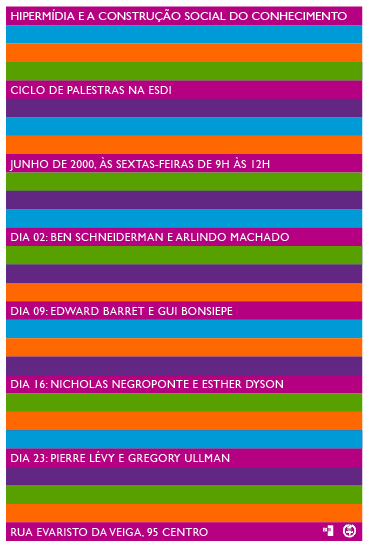 HIPERMÍDIA E A CONSTRUÇÃO SOCIAL DO CONHECIMENTO
CICLO DE PALESTRAS NA ESDI
JUNHO DE 2000, ÀS SEXTAS-FEIRAS DE 9H ÀS 12H
DIA 02: BEN SCHNEIDERMAN E ARLINDO MACHADO
DIA 09: EDWARD BARRET E GUI BONSIEPE
DIA 16: NICHOLAS NEGROPONTE E ESTHER DYSON
DIA 23: PIERRE LÉVY E GREGORY ULLMAN
RUA EVARISTO DA VEIGA, 95 CENTRO